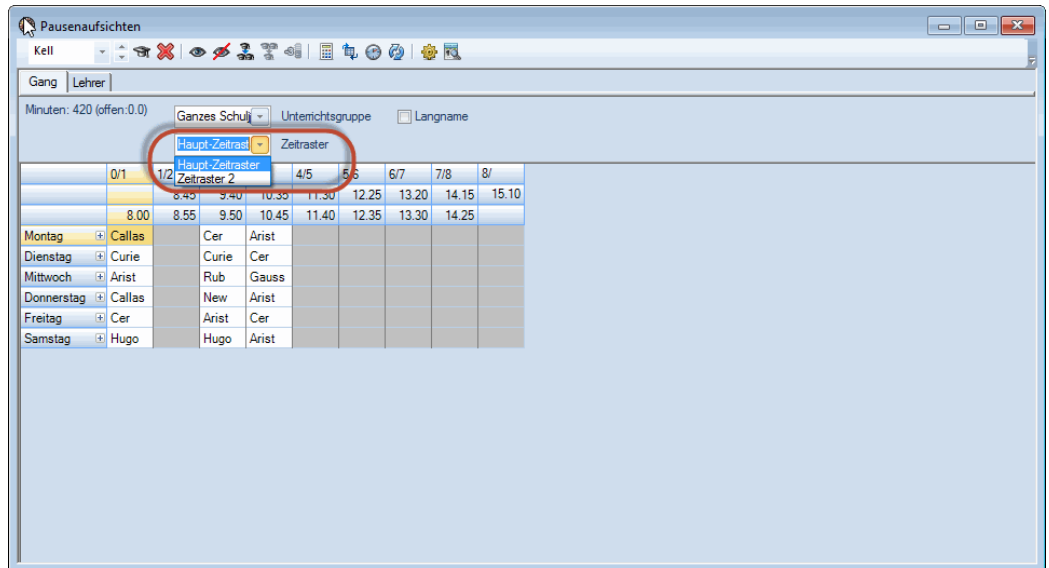 Pausenaufsichten
Kell
Gang Lehrer
Minuten: 420 (offen:0.0) Ganzes Schulj Unterrichtsgruppe Langname
Haupt-Zeitrast Zeitraster
Haupt-Zeitraster
Zeitraster 2
0/1 1/2 4/5 5/6 6/7 7/8 8/
8.45 9.40 10.35 11.30 12.25 13.20 14.15 15.10
8.00 8.55 9.50 10.45 11.40 12.35 13.30 14.25
Montag Callas Cer Arist
Dienstag Curie Curie Cer
Mittwoch Arist Rub Gauss
Donnerstag Callas New Arist
Freitag Cer Arist Cer
Samstag Hugo Hugo Arist